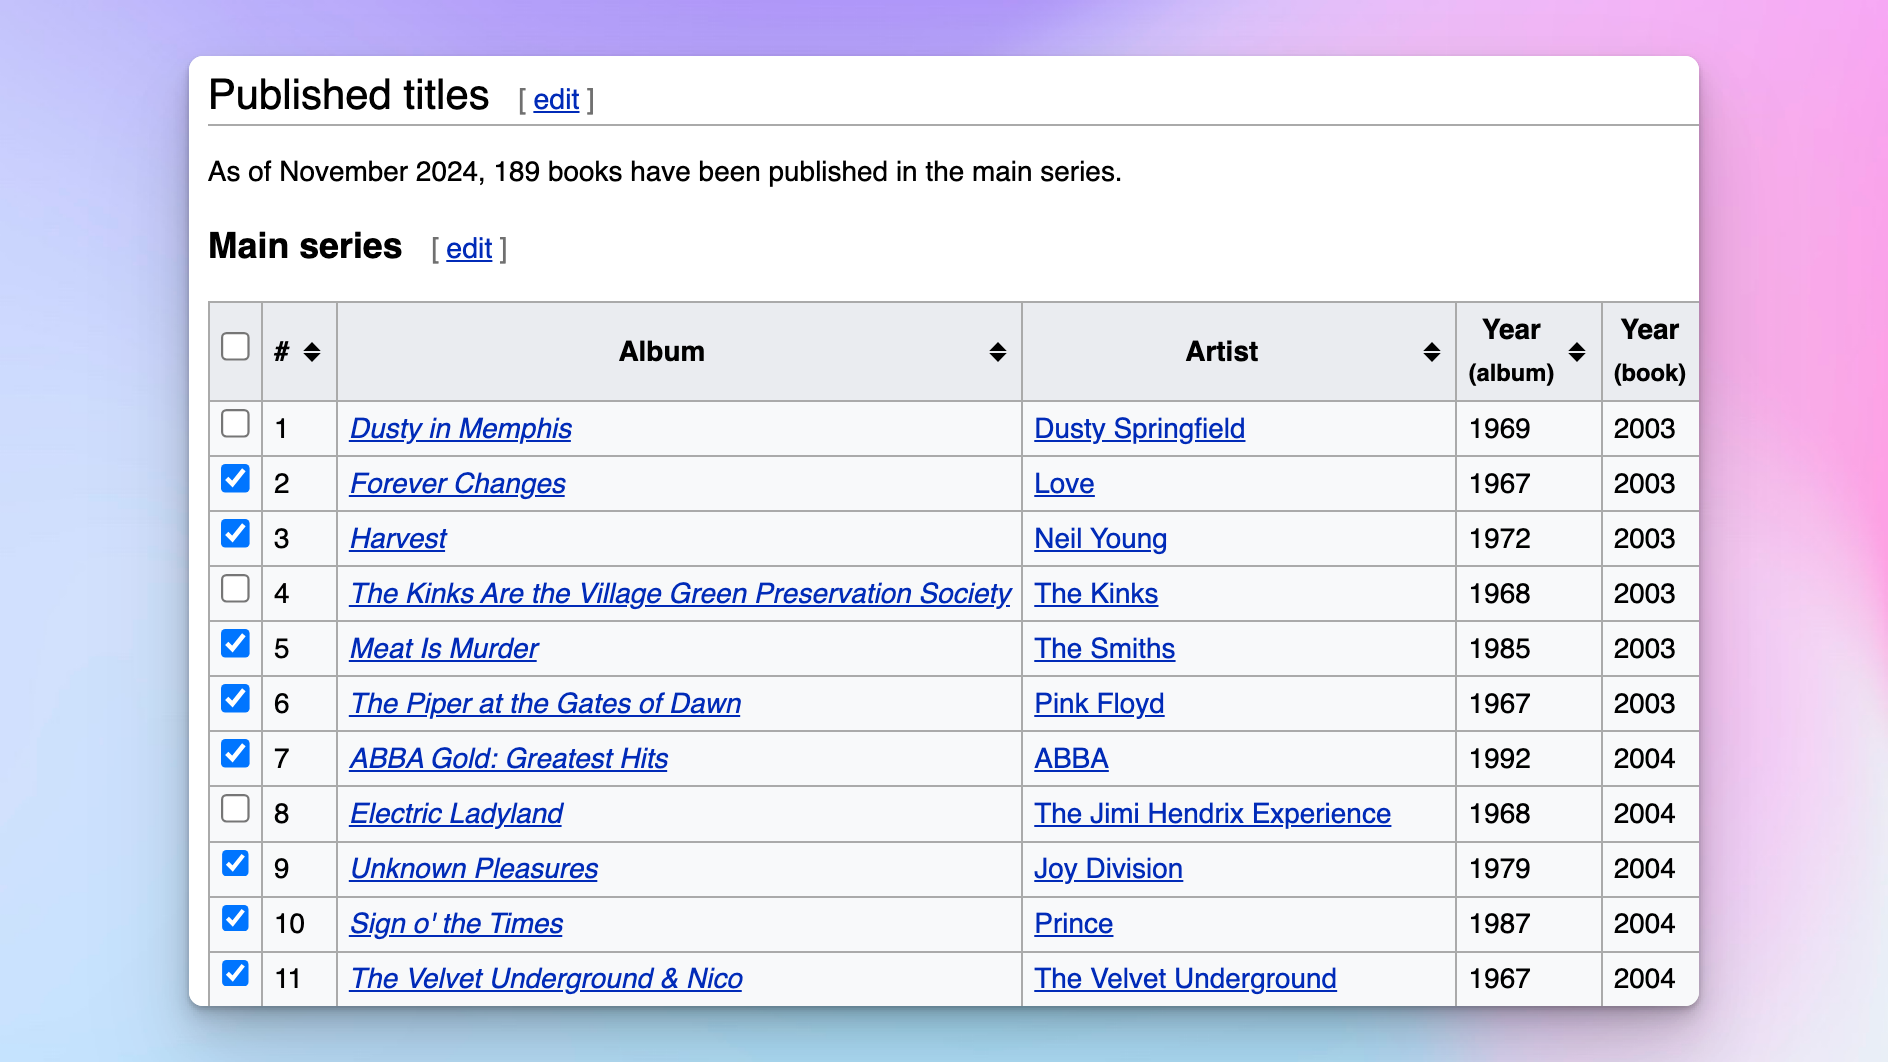 Published titles [ edit ]
As of November 2024, 189 books have been published in the main series.
Main series [ edit ]
# Album Artist Year (album) Year (book)
1 Dusty in Memphis Dusty Springfield 1969 2003
2 Forever Changes Love 1967 2003
3 Harvest Neil Young 1972 2003
4 The Kinks Are the Village Green Preservation Society The Kinks 1968 2003
5 Meat Is Murder The Smiths 1985 2003
6 The Piper at the Gates of Dawn Pink Floyd 1967 2003
7 ABBA Gold: Greatest Hits ABBA 1992 2004
8 Electric Ladyland The Jimi Hendrix Experience 1968 2004
9 Unknown Pleasures Joy Division 1979 2004
10 Sign o' the Times Prince 1987 2004
11 The Velvet Underground & Nico The Velvet Underground 1967 2004